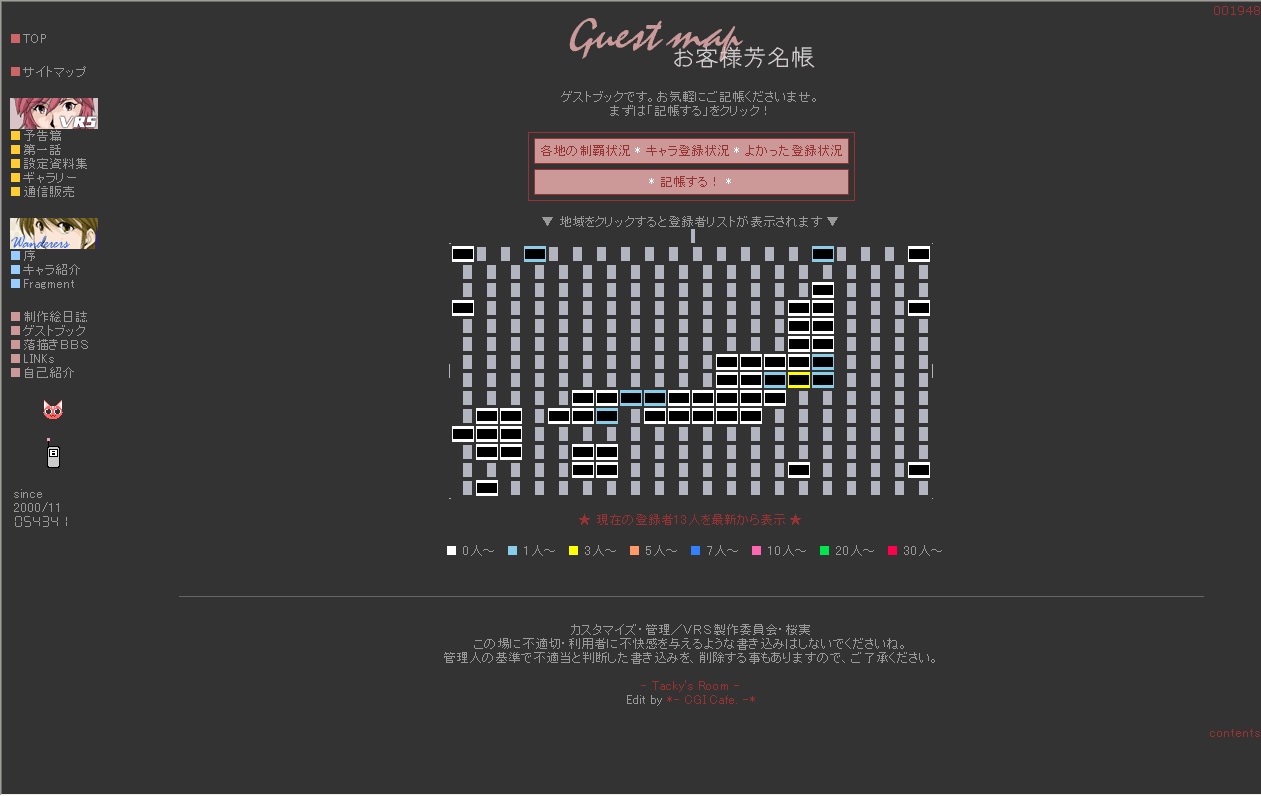 001948
■TOP
■サイトマップ
VRS
■予告篇
■第一話
■設定資料集
■ギャラリー
■通信販売
Wanderers
■序
■キャラ紹介
■Fragment
■制作絵日誌
■ゲストブック
■落描きBBS
■LINKs
■自己紹介
since
2000/11
054341
Guest map
お客様芳名帳
ゲストブックです。お気軽にご記帳くださいませ。
まずは「記帳する」をクリック！
各地の制覇状況 * キャラ登録状況 * よかった登録状況
* 記帳する！ *
▼ 地域をクリックすると登録者リストが表示されます ▼
★ 現在の登録者13人を最新から表示 ★
■ 0人～ ■ 1人～ ■ 3人～ ■ 5人～ ■ 7人～ ■ 10人～ ■ 20人～ ■ 30人～
カスタマイズ・管理／VRS製作委員会・桜実
この場に不適切・利用者に不快感を与えるような書き込みはしないでくださいね。
管理人の基準で不適当と判断した書き込みを、削除する事もありますので、ご了承ください。
- Tacky's Room -
Edit by *- CGI Cafe. -*
contents